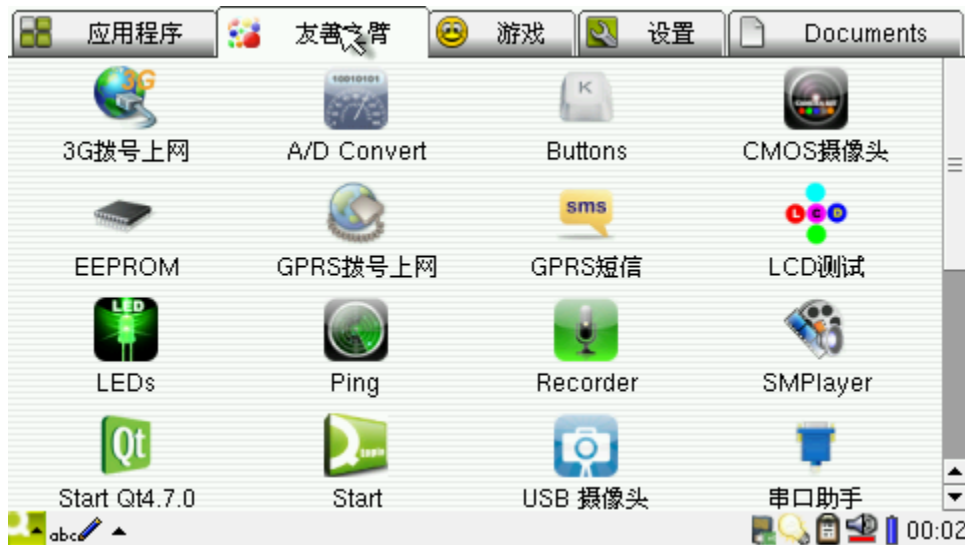 应用程序 友善之臂 游戏 设置 Documents
3G
10010101
K
3G拨号上网 A/D Convert Buttons CMOS摄像头
sms
L C D
EEPROM GPRS拨号上网 GPRS短信 LCD测试
LED
LEDs Ping Recorder SMPlayer
Qt
Start Qt4.7.0 Start USB 摄像头 串口助手
abc 00:02